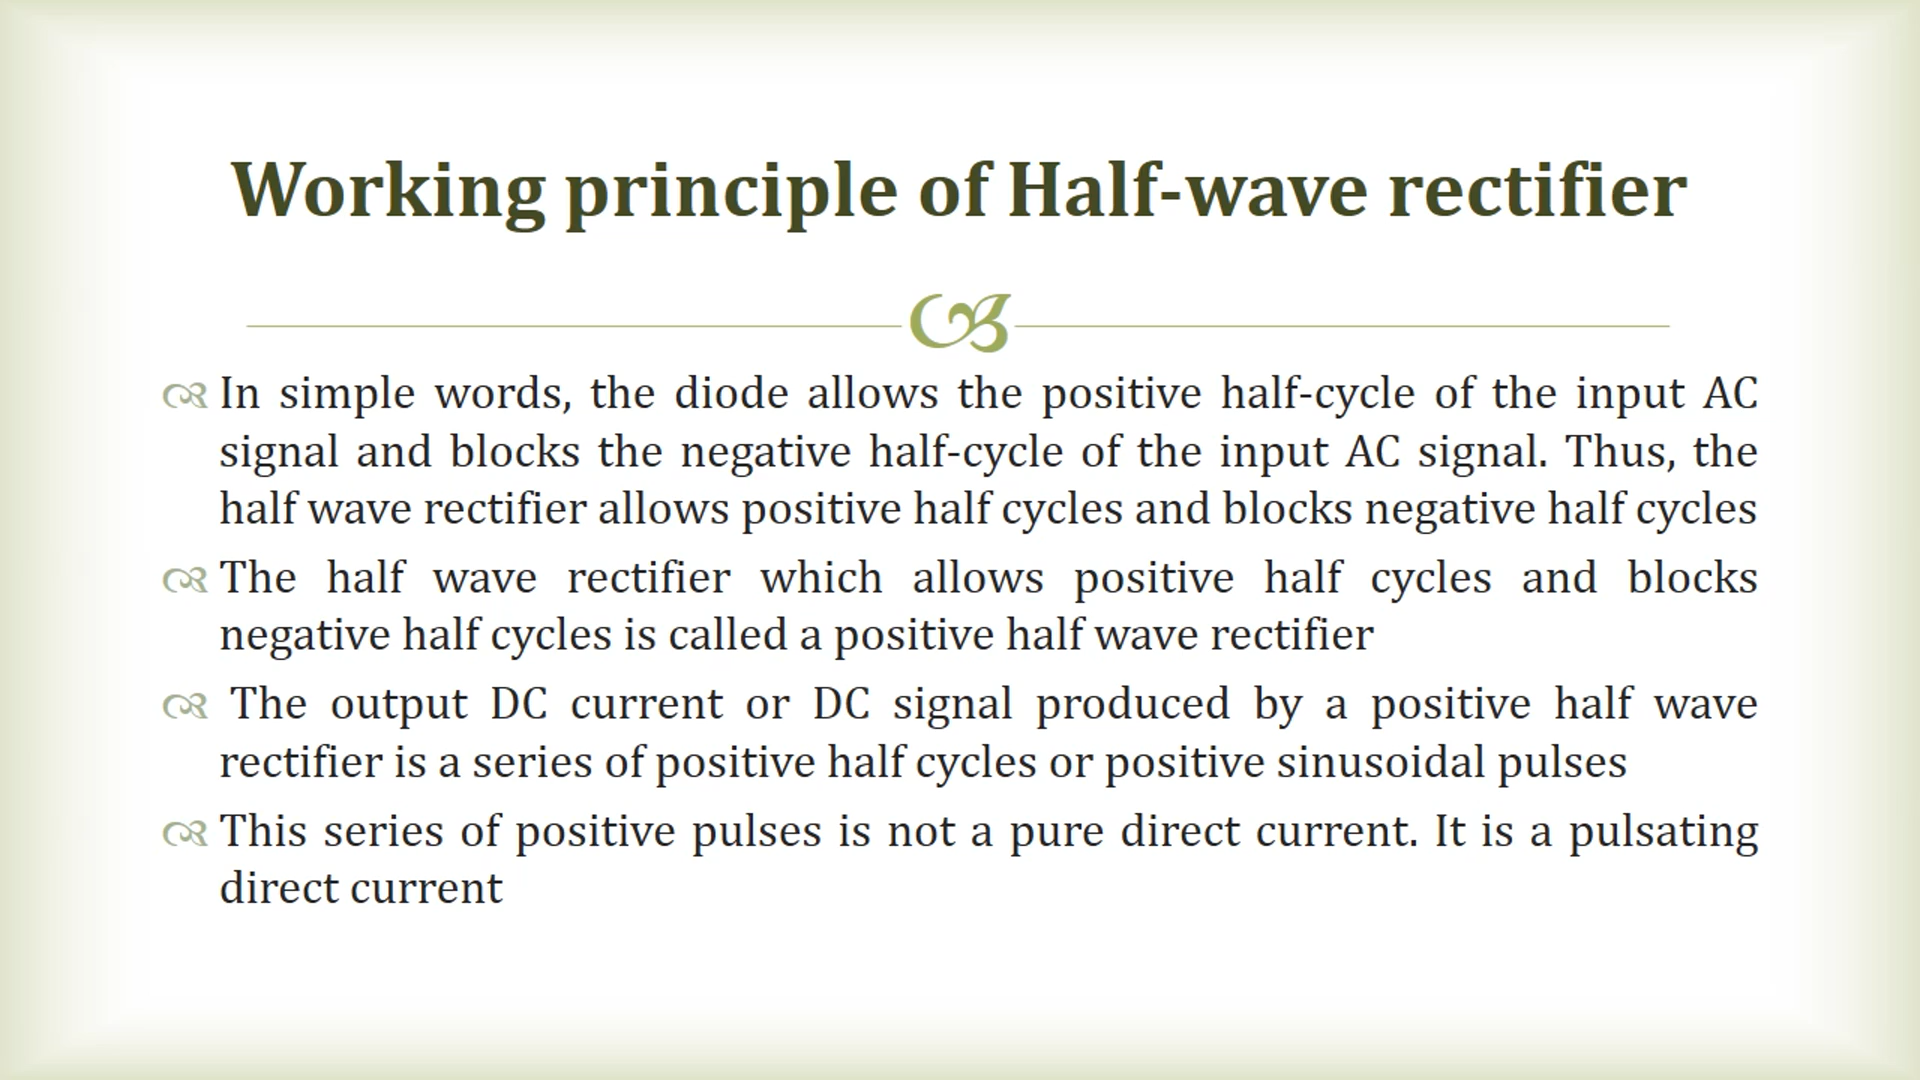 Working principle of Half-wave rectifier
In simple words, the diode allows the positive half-cycle of the input AC
signal and blocks the negative half-cycle of the input AC signal. Thus, the
half wave rectifier allows positive half cycles and blocks negative half cycles
The half wave rectifier which allows positive half cycles and blocks
negative half cycles is called a positive half wave rectifier
The output DC current or DC signal produced by a positive half wave
rectifier is a series of positive half cycles or positive sinusoidal pulses
This series of positive pulses is not a pure direct current. It is a pulsating
direct current